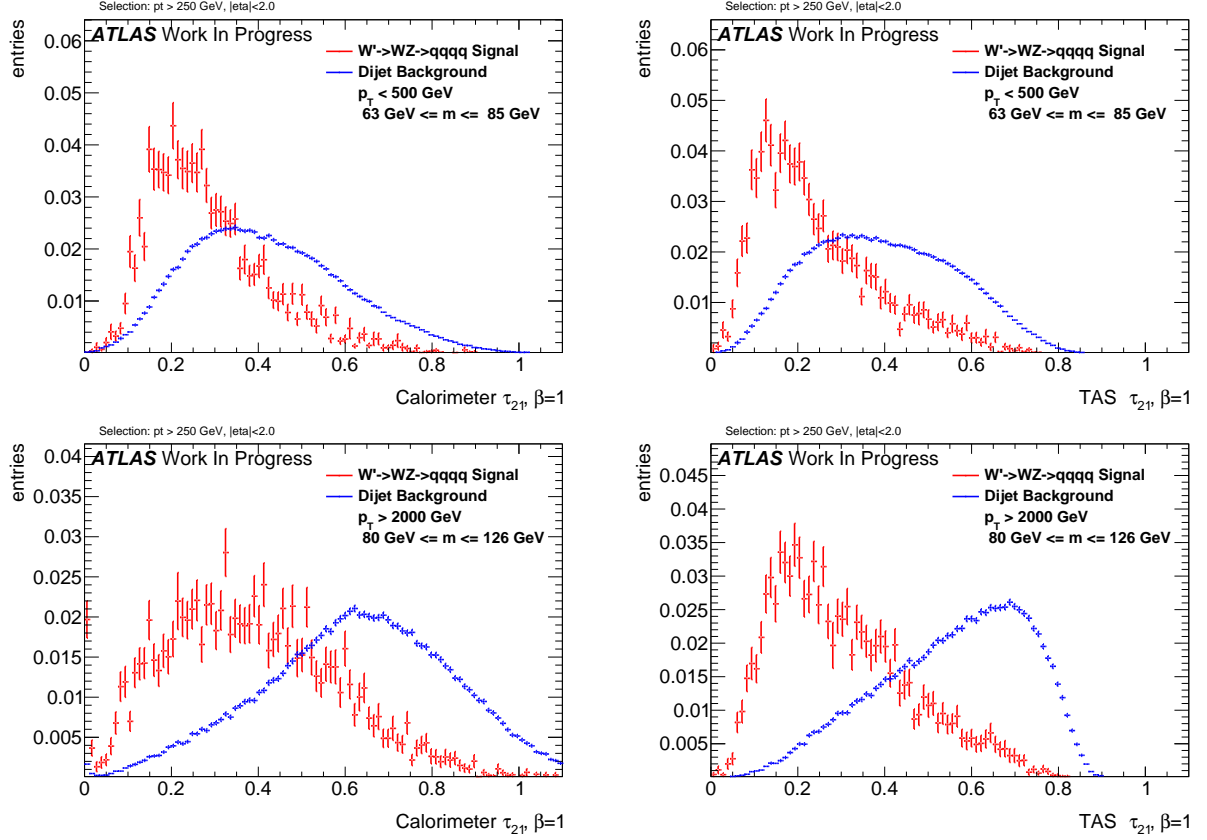 Selection: pt > 250 GeV, |eta|<2.0
entries
0.06
0.05
0.04
0.03
0.02
0.01
ATLAS Work In Progress
W'->WZ->qqqq Signal
Dijet Background
p_T < 500 GeV
63 GeV <= m <= 85 GeV
0 0.2 0.4 0.6 0.8 1
Calorimeter τ_21, β=1
Selection: pt > 250 GeV, |eta|<2.0
entries
0.06
0.05
0.04
0.03
0.02
0.01
ATLAS Work In Progress
W'->WZ->qqqq Signal
Dijet Background
p_T < 500 GeV
63 GeV <= m <= 85 GeV
0 0.2 0.4 0.6 0.8 1
TAS τ_21, β=1
Selection: pt > 250 GeV, |eta|<2.0
entries
0.04
0.035
0.03
0.025
0.02
0.015
0.01
0.005
ATLAS Work In Progress
W'->WZ->qqqq Signal
Dijet Background
p_T > 2000 GeV
80 GeV <= m <= 126 GeV
0 0.2 0.4 0.6 0.8 1
Calorimeter τ_21, β=1
Selection: pt > 250 GeV, |eta|<2.0
entries
0.045
0.04
0.035
0.03
0.025
0.02
0.015
0.01
0.005
ATLAS Work In Progress
W'->WZ->qqqq Signal
Dijet Background
p_T > 2000 GeV
80 GeV <= m <= 126 GeV
0 0.2 0.4 0.6 0.8 1
TAS τ_21, β=1